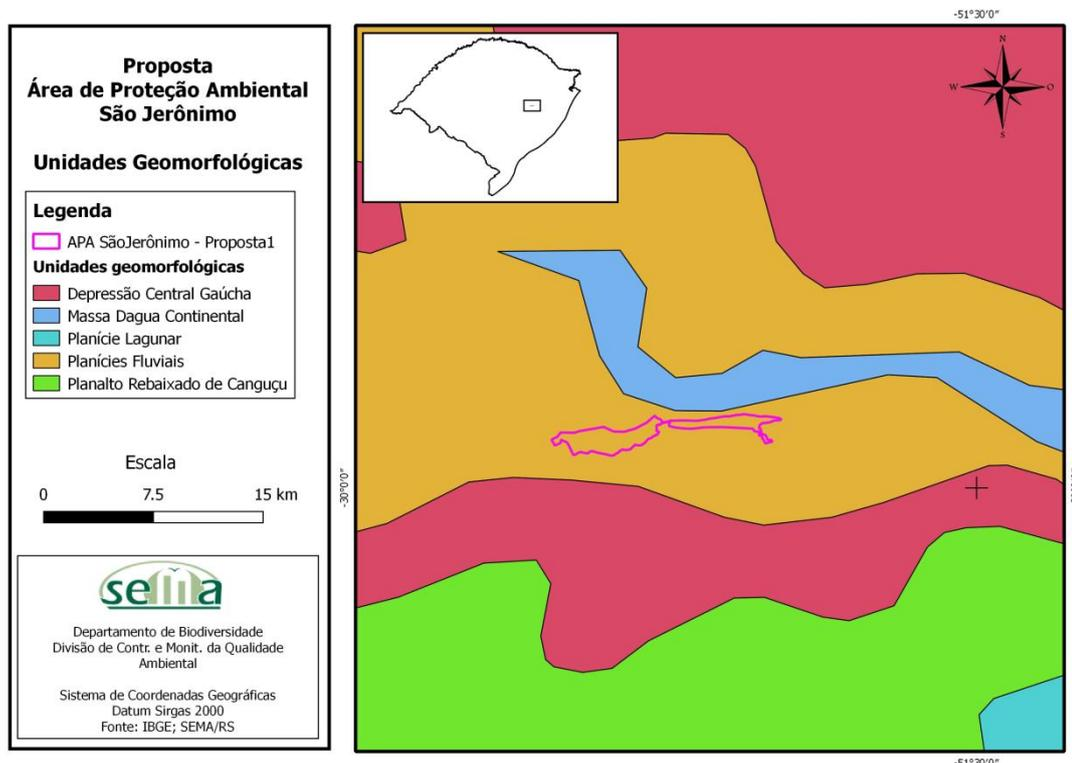 Proposta
Área de Proteção Ambiental
São Jerônimo
Unidades Geomorfológicas
Legenda
APA SãoJerônimo - Proposta1
Unidades geomorfológicas
Depressão Central Gaúcha
Massa Dagua Continental
Planície Lagunar
Planícies Fluviais
Planalto Rebaixado de Canguçu
Escala
0 7.5 15 km
sema
Departamento de Biodiversidade
Divisão de Contr. e Monit. da Qualidade
Ambiental
Sistema de Coordenadas Geográficas
Datum Sirgas 2000
Fonte: IBGE; SEMA/RS
-51°30'0"
N
W O
S
-30°0'0"
-51°30'0"